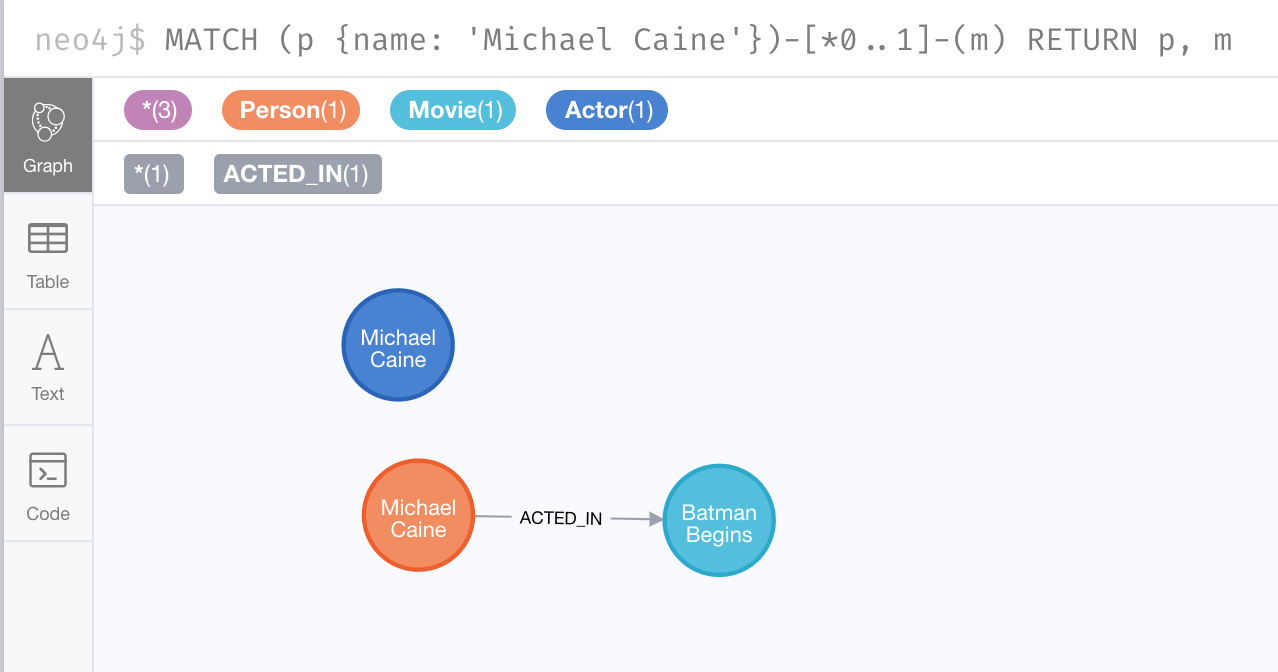 neo4j$ MATCH (p {name: 'Michael Caine'})-[*0..1]-(m) RETURN p, m
*(3) Person(1) Movie(1) Actor(1)
*(1) ACTED_IN(1)
Graph
Table
Text
Code
Michael
Caine
Michael
Caine
ACTED_IN
Batman
Begins